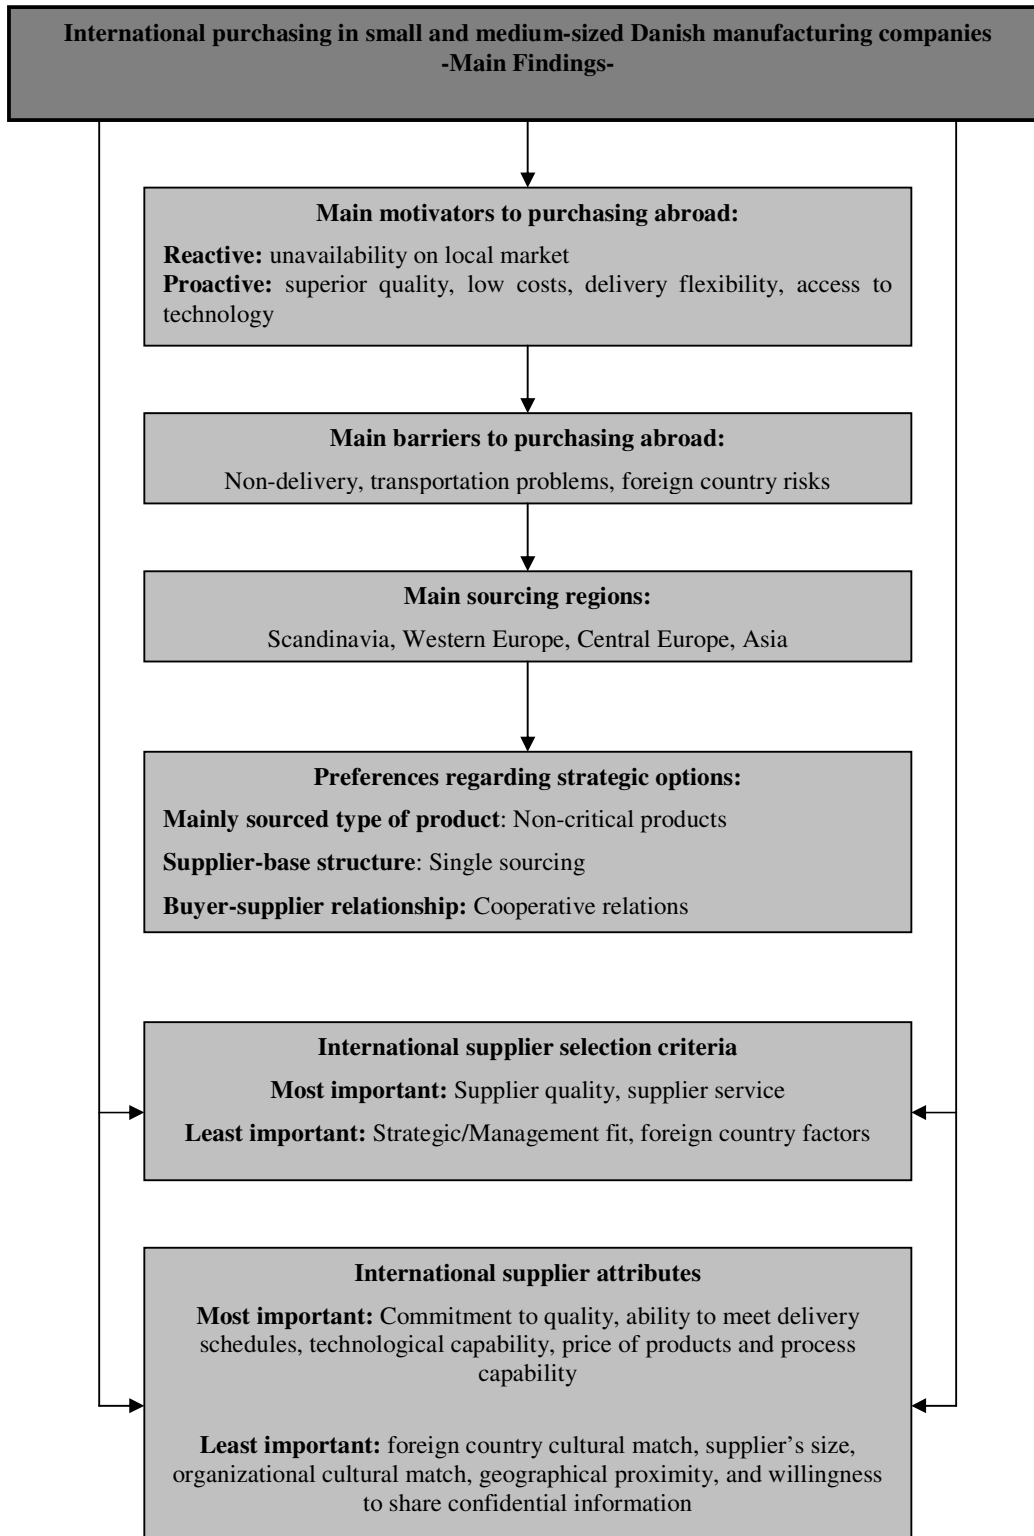 International purchasing in small and medium-sized Danish manufacturing companies
-Main Findings-
Main motivators to purchasing abroad:
Reactive: unavailability on local market
Proactive: superior quality, low costs, delivery flexibility, access to
technology
Main barriers to purchasing abroad:
Non-delivery, transportation problems, foreign country risks
Main sourcing regions:
Scandinavia, Western Europe, Central Europe, Asia
Preferences regarding strategic options:
Mainly sourced type of product: Non-critical products
Supplier-base structure: Single sourcing
Buyer-supplier relationship: Cooperative relations
International supplier selection criteria
Most important: Supplier quality, supplier service
Least important: Strategic/Management fit, foreign country factors
International supplier attributes
Most important: Commitment to quality, ability to meet delivery
schedules, technological capability, price of products and process
capability
Least important: foreign country cultural match, supplier’s size,
organizational cultural match, geographical proximity, and willingness
to share confidential information